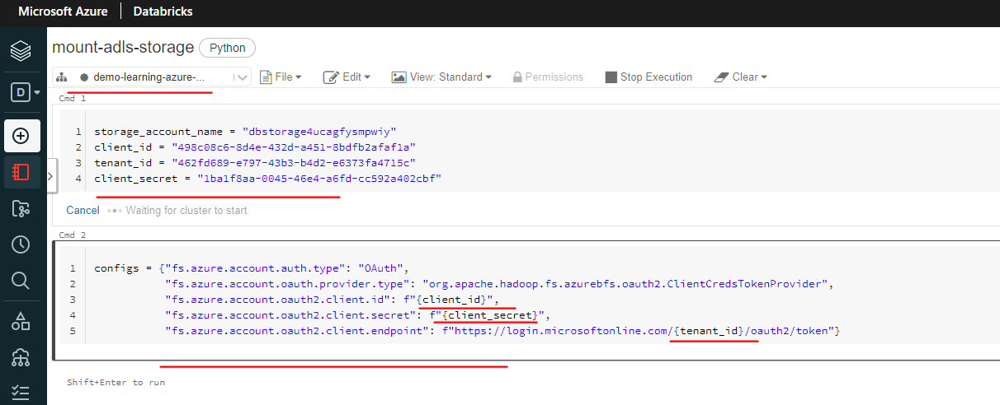 Microsoft Azure | Databricks
mount-adls-storage Python
demo-learning-azure-... File Edit View: Standard Permissions Stop Execution Clear
D
Cmd 1
1 storage_account_name = "dbstorage4ucagfysmpwiy"
2 client_id = "498c08c6-8d4e-432d-a451-8bdfb2afaf1a"
3 tenant_id = "462fd689-e797-43b3-b4d2-e6373fa4715c"
4 client_secret = "1ba1f8aa-0045-46e4-a6fd-cc592a402cbf"
Cancel Waiting for cluster to start
Cmd 2
1 configs = {"fs.azure.account.auth.type": "OAuth",
2 "fs.azure.account.oauth.provider.type": "org.apache.hadoop.fs.azurebfs.oauth2.ClientCredsTokenProvider",
3 "fs.azure.account.oauth2.client.id": f"{client_id}",
4 "fs.azure.account.oauth2.client.secret": f"{client_secret}",
5 "fs.azure.account.oauth2.client.endpoint": f"https://login.microsoftonline.com/{tenant_id}/oauth2/token"}
Shift+Enter to run